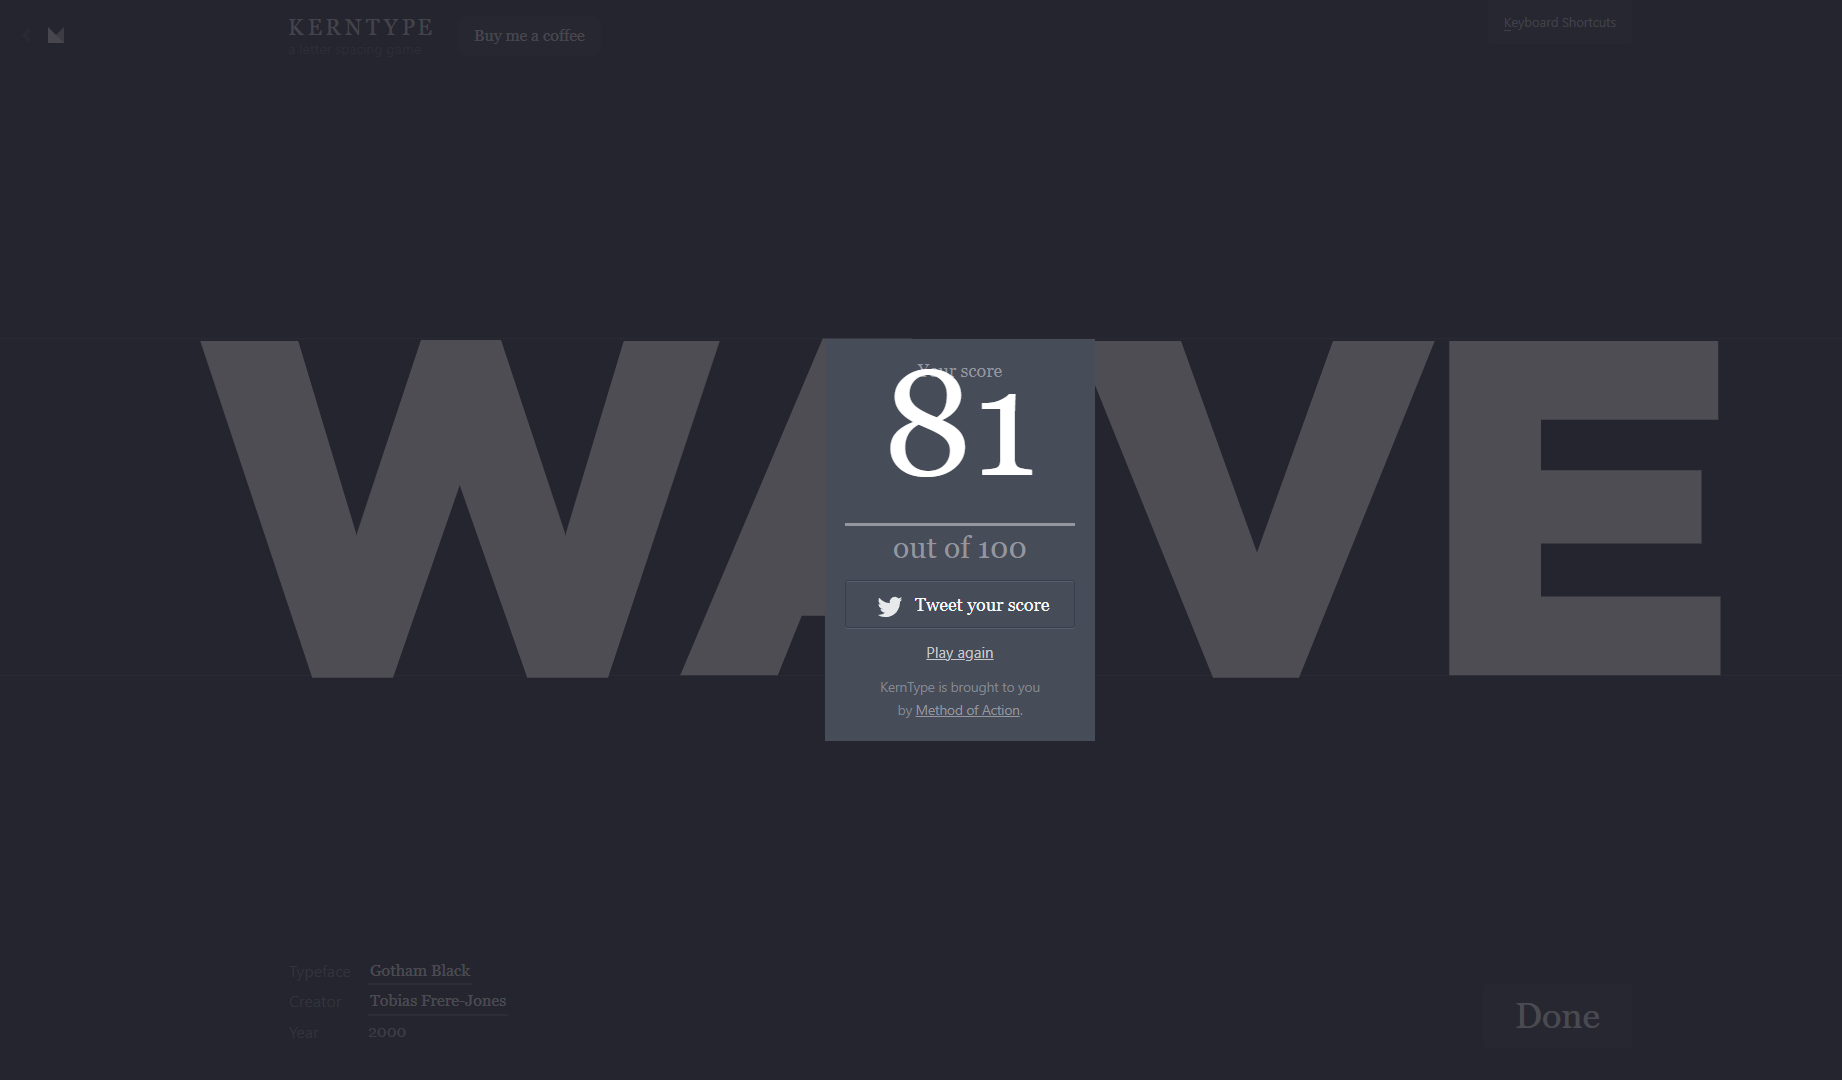 KERNTYPE
a letter spacing game
Buy me a coffee
Keyboard Shortcuts
WAVE
Your score
81
out of 100
Tweet your score
Play again
KernType is brought to you
by Method of Action.
Typeface Gotham Black
Creator Tobias Frere-Jones
Year 2000
Done